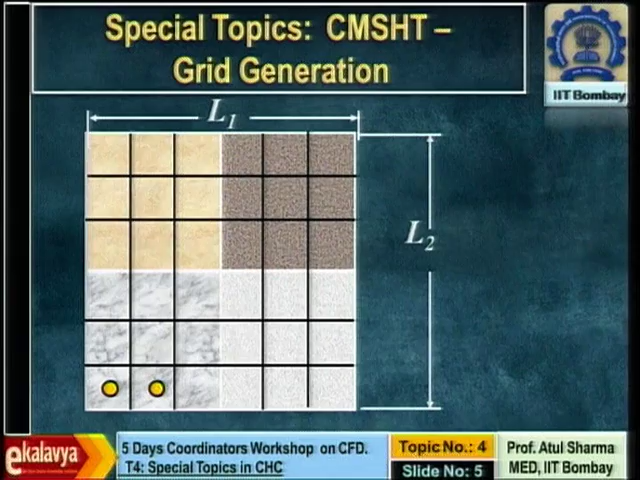 Special Topics: CMSHT –
Grid Generation
IIT Bombay
L1
L2
ekalavya
5 Days Coordinators Workshop on CFD.
T4: Special Topics in CHC
Topic No.: 4
Slide No: 5
Prof. Atul Sharma
MED, IIT Bombay